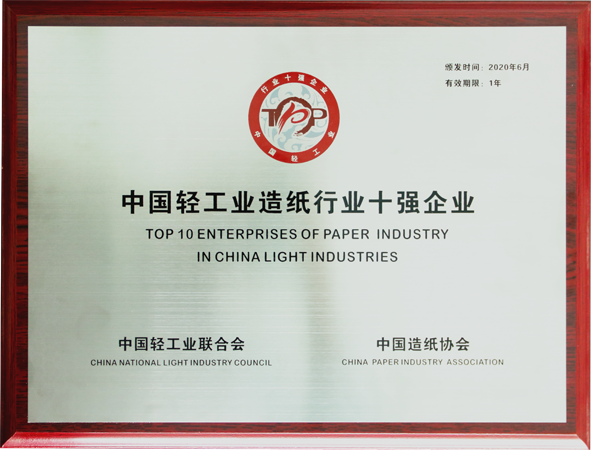 颁发时间：2020年6月
有效期限：1年
行业十强企业
TOP
中国轻工业
中国轻工业造纸行业十强企业
TOP 10 ENTERPRISES OF PAPER INDUSTRY
IN CHINA LIGHT INDUSTRIES
中国轻工业联合会
CHINA NATIONAL LIGHT INDUSTRY COUNCIL
中国造纸协会
CHINA PAPER INDUSTRY ASSOCIATION